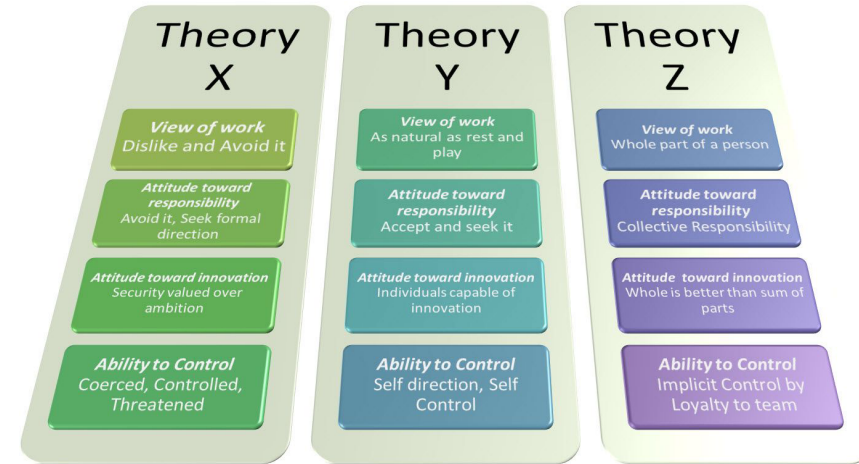 Theory
X
View of work
Dislike and Avoid it
Attitude toward
responsibility
Avoid it, Seek formal
direction
Attitude toward innovation
Security valued over
ambition
Ability to Control
Coerced, Controlled,
Threatened
Theory
Y
View of work
As natural as rest and
play
Attitude toward
responsibility
Accept and seek it
Attitude toward innovation
Individuals capable of
innovation
Ability to Control
Self direction, Self
Control
Theory
Z
View of work
Whole part of a person
Attitude toward
responsibility
Collective Responsibility
Attitude toward innovation
Whole is better than sum of
parts
Ability to Control
Implicit Control by
Loyalty to team